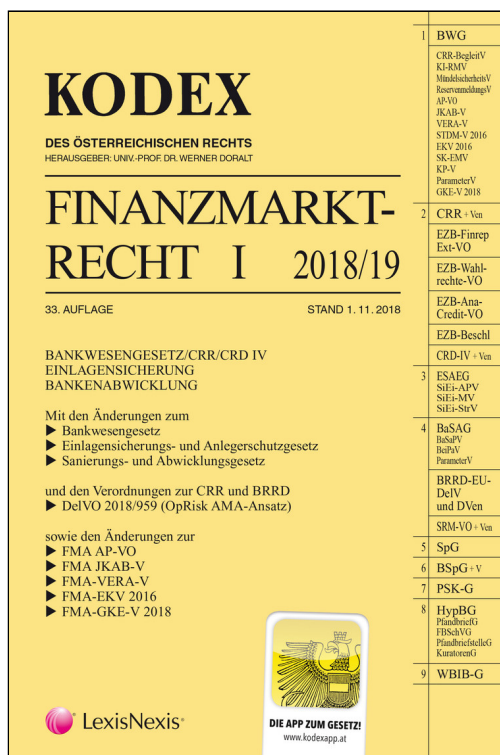 KODEX
DES ÖSTERREICHISCHEN RECHTS
HERAUSGEBER: UNIV.-PROF. DR. WERNER DORALT
FINANZMARKT-
RECHT I 2018/19
33. AUFLAGE STAND 1. 11. 2018
BANKWESENGESETZ/CRR/CRD IV
EINLAGENSICHERUNG
BANKENABWICKLUNG
Mit den Änderungen zum
▶ Bankwesengesetz
▶ Einlagensicherungs- und Anlegerschutzgesetz
▶ Sanierungs- und Abwicklungsgesetz
und den Verordnungen zur CRR und BRRD
▶ DelVO 2018/959 (OpRisk AMA-Ansatz)
sowie den Änderungen zur
▶ FMA AP-VO
▶ FMA JKAB-V
▶ FMA-VERA-V
▶ FMA-EKV 2016
▶ FMA-GKE-V 2018
LexisNexis®
DIE APP ZUM GESETZ!
www.kodexapp.at
1 BWG
CRR-BegleitV
KI-RMV
MündelsicherheitsV
ReservenmeldungsV
AP-VO
JKAB-V
VERA-V
STDM-V 2016
EKV 2016
SK-EMV
KP-V
ParameterV
GKE-V 2018
2 CRR + Ven
EZB-Finrep
Ext-VO
EZB-Wahl-
rechte-VO
EZB-Ana-
Credit-VO
EZB-Beschl
CRD-IV + Ven
3 ESAEG
SiEi-APV
SiEi-MV
SiEi-StrV
4 BaSAG
BaSaPV
BeiPaV
ParameterV
BRRD-EU-
DelV
und DVen
SRM-VO + Ven
5 SpG
6 BSpG + V
7 PSK-G
8 HypBG
PfandbriefG
FBSchVG
PfandbriefstelleG
KuratorenG
9 WBIB-G